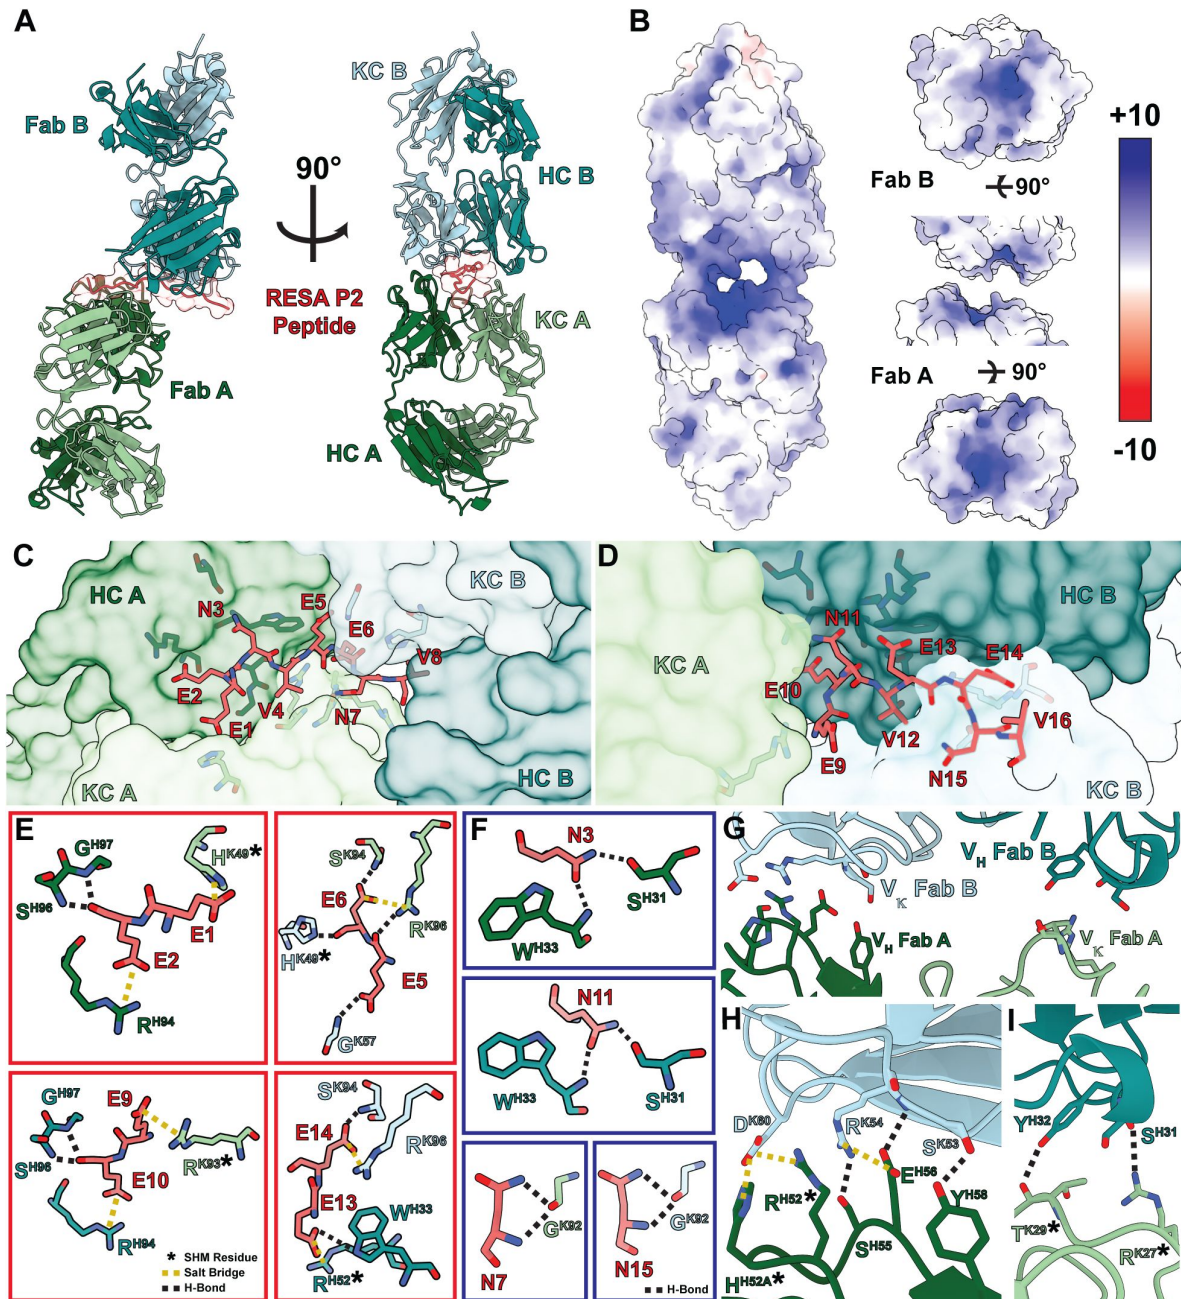 A
Fab B
KC B
HC B
90°
RESA P2
Peptide
KC A
Fab A
HC A
B
+10
Fab B
90°
Fab A
90°
-10
C
HC A
KC B
N3
E5
E6
V8
E2
V4
N7
E1
HC B
KC A
D
HC B
N11
KC A
E13
E14
E10
V16
V12
E9
N15
KC B
E
G^H97
H^K49*
S^H96
E1
E2
R^H94
S^K94
E6
R^K96
H^K49*
E5
G^K57
G^H97
E9
S^H96
R^K93*
E10
R^H94
* SHM Residue
Salt Bridge
H-Bond
S^K94
E14
R^K96
E13
W^H33
R^H52*
F
N3
S^H31
W^H33
N11
W^H33
S^H31
G^K92
N7
G^K92
N15
H-Bond
G
V_H Fab B
V_K Fab B
V_H Fab A
V_K Fab A
H
D^K60
R^K54
S^K53
E^H56
R^H52*
Y^H58
S^H55
H^H52A*
I
Y^H32
S^H31
T^K29*
R^K27*